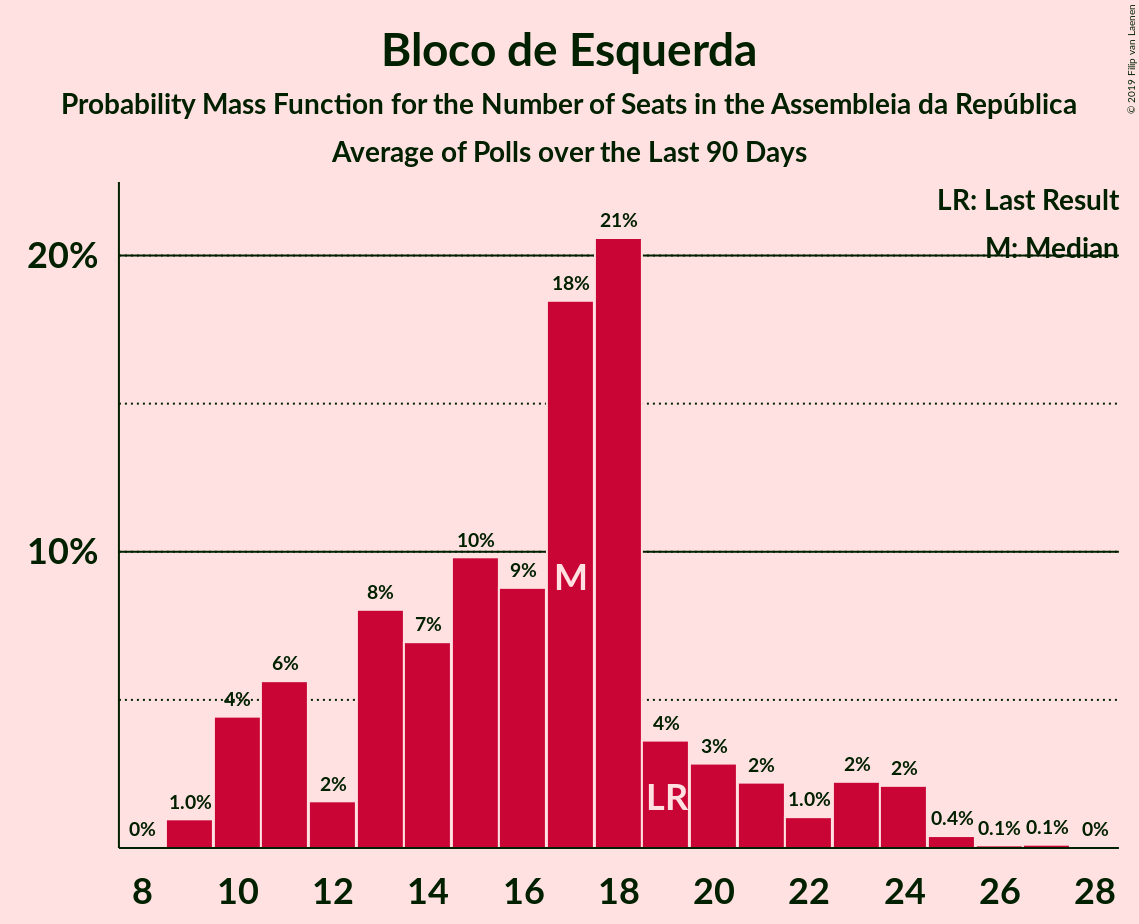 Bloco de Esquerda
Probability Mass Function for the Number of Seats in the Assembleia da República
Average of Polls over the Last 90 Days
© 2019 Filip van Laenen
LR: Last Result
M: Median
20%
10%
0%
1.0%
4%
6%
2%
8%
7%
10%
9%
18%
21%
4%
3%
2%
1.0%
2%
2%
0.4%
0.1%
0.1%
0%
M
LR
8 10 12 14 16 18 20 22 24 26 28